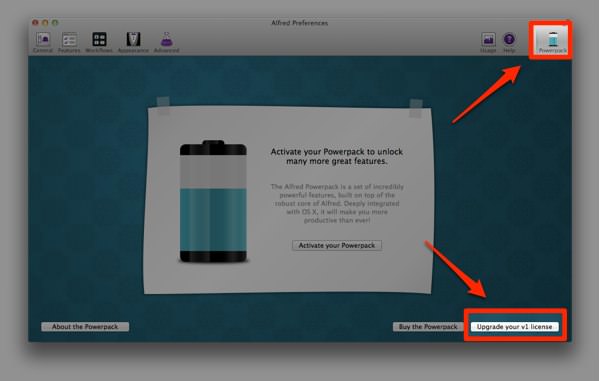 Alfred Preferences
General Features Workflows Appearance Advanced Usage Help Powerpack
Activate your Powerpack to unlock
many more great features.
The Alfred Powerpack is a set of incredibly
powerful features, built on top of the
robust core of Alfred. Deeply integrated
with OS X, it will make you more
productive than ever!
Activate your Powerpack
About the Powerpack Buy the Powerpack Upgrade your v1 license